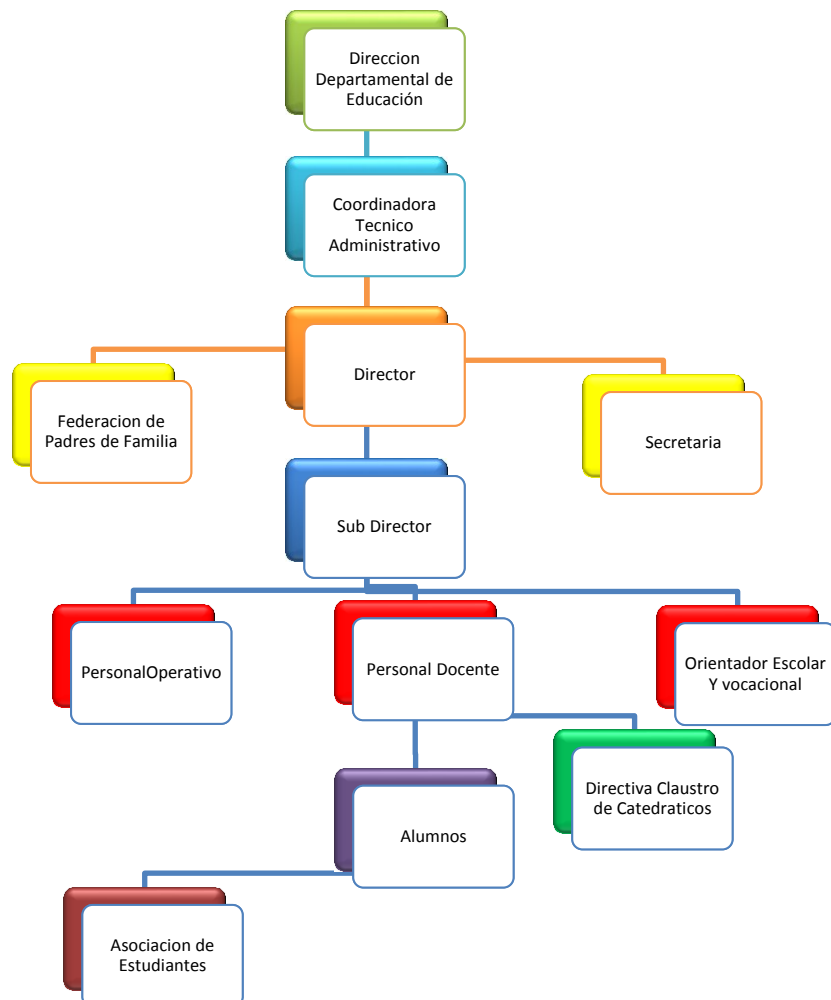 Direccion
Departamental de
Educación
Coordinadora
Tecnico
Administrativo
Director
Federacion de
Padres de Familia
Secretaria
Sub Director
PersonalOperativo
Personal Docente
Orientador Escolar
Y vocacional
Directiva Claustro
de Catedraticos
Alumnos
Asociacion de
Estudiantes